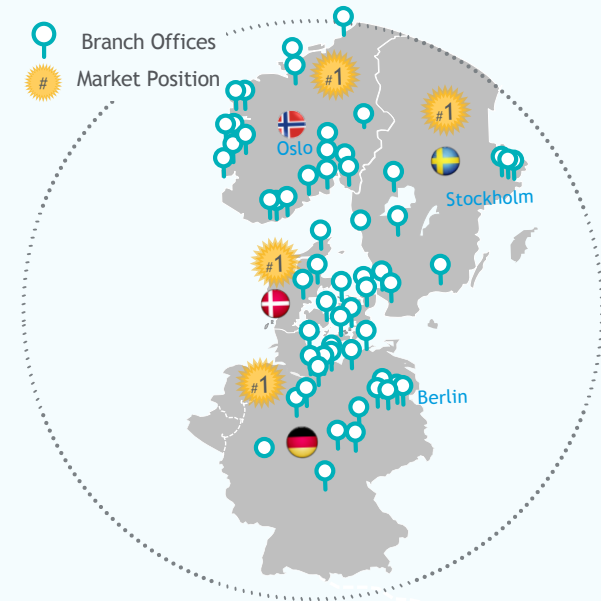 Branch Offices
# Market Position
#1
#1
Oslo
Stockholm
#1
#1
Berlin